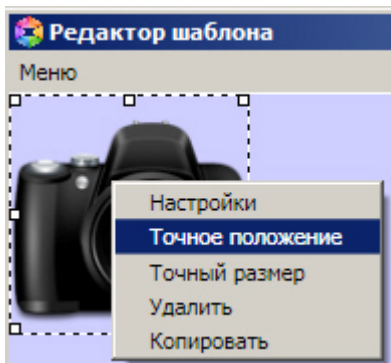 Редактор шаблона
Меню
Настройки
Точное положение
Точный размер
Удалить
Копировать